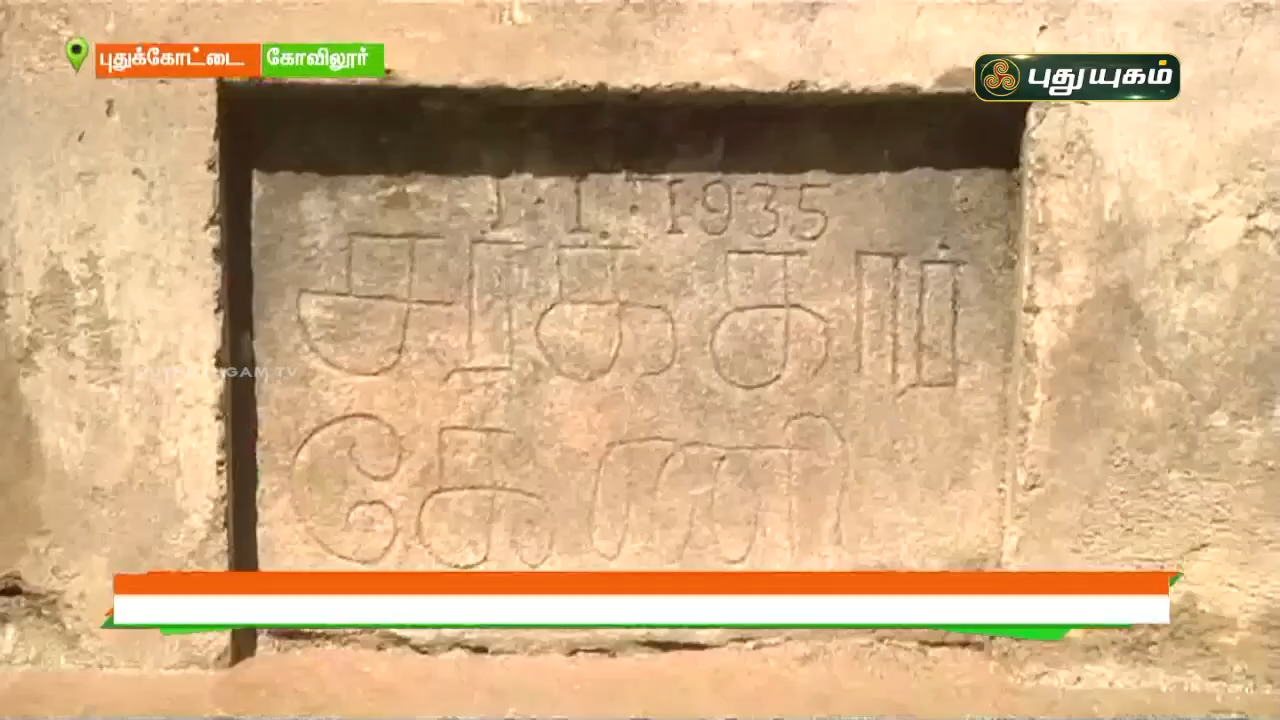 புதுக்கோட்டை கோவிலூர்
புதுயுகம்
1.1.1935
சர்க்கார்
கேணி